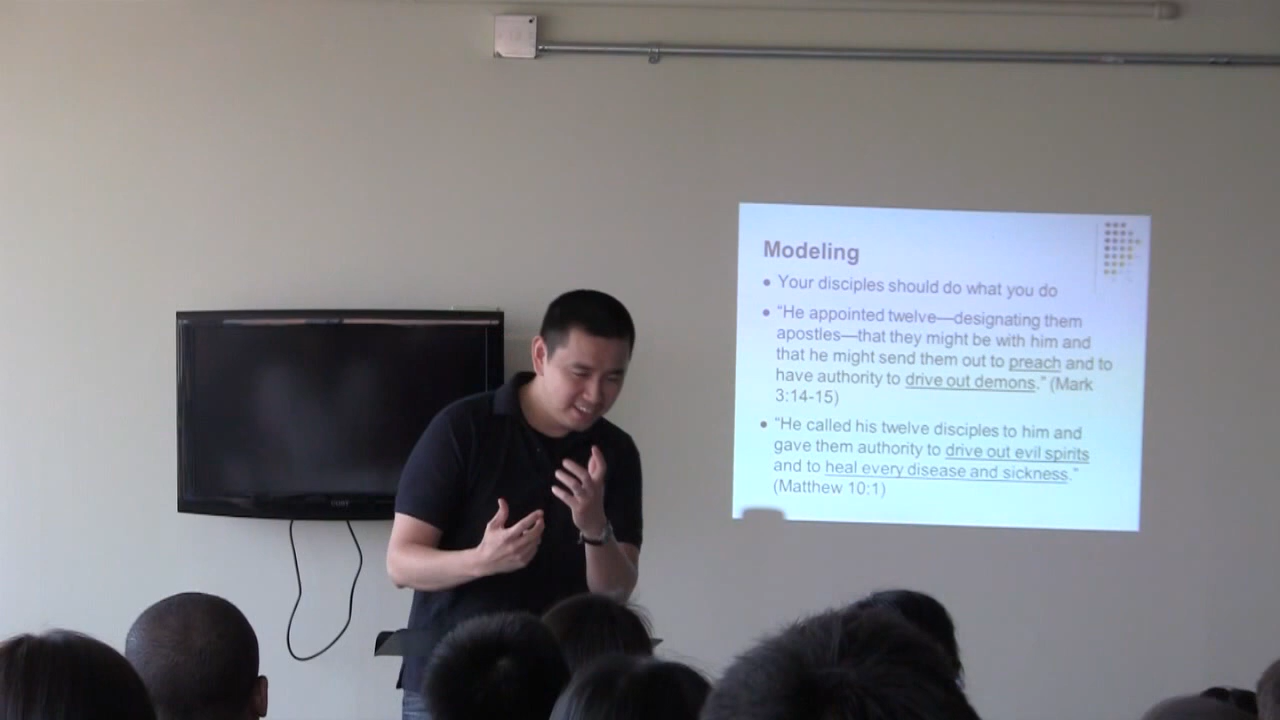 Modeling
• Your disciples should do what you do
• “He appointed twelve—designating them
apostles—that they might be with him and
that he might send them out to preach and to
have authority to drive out demons.” (Mark
3:14-15)
• “He called his twelve disciples to him and
gave them authority to drive out evil spirits
and to heal every disease and sickness.”
(Matthew 10:1)